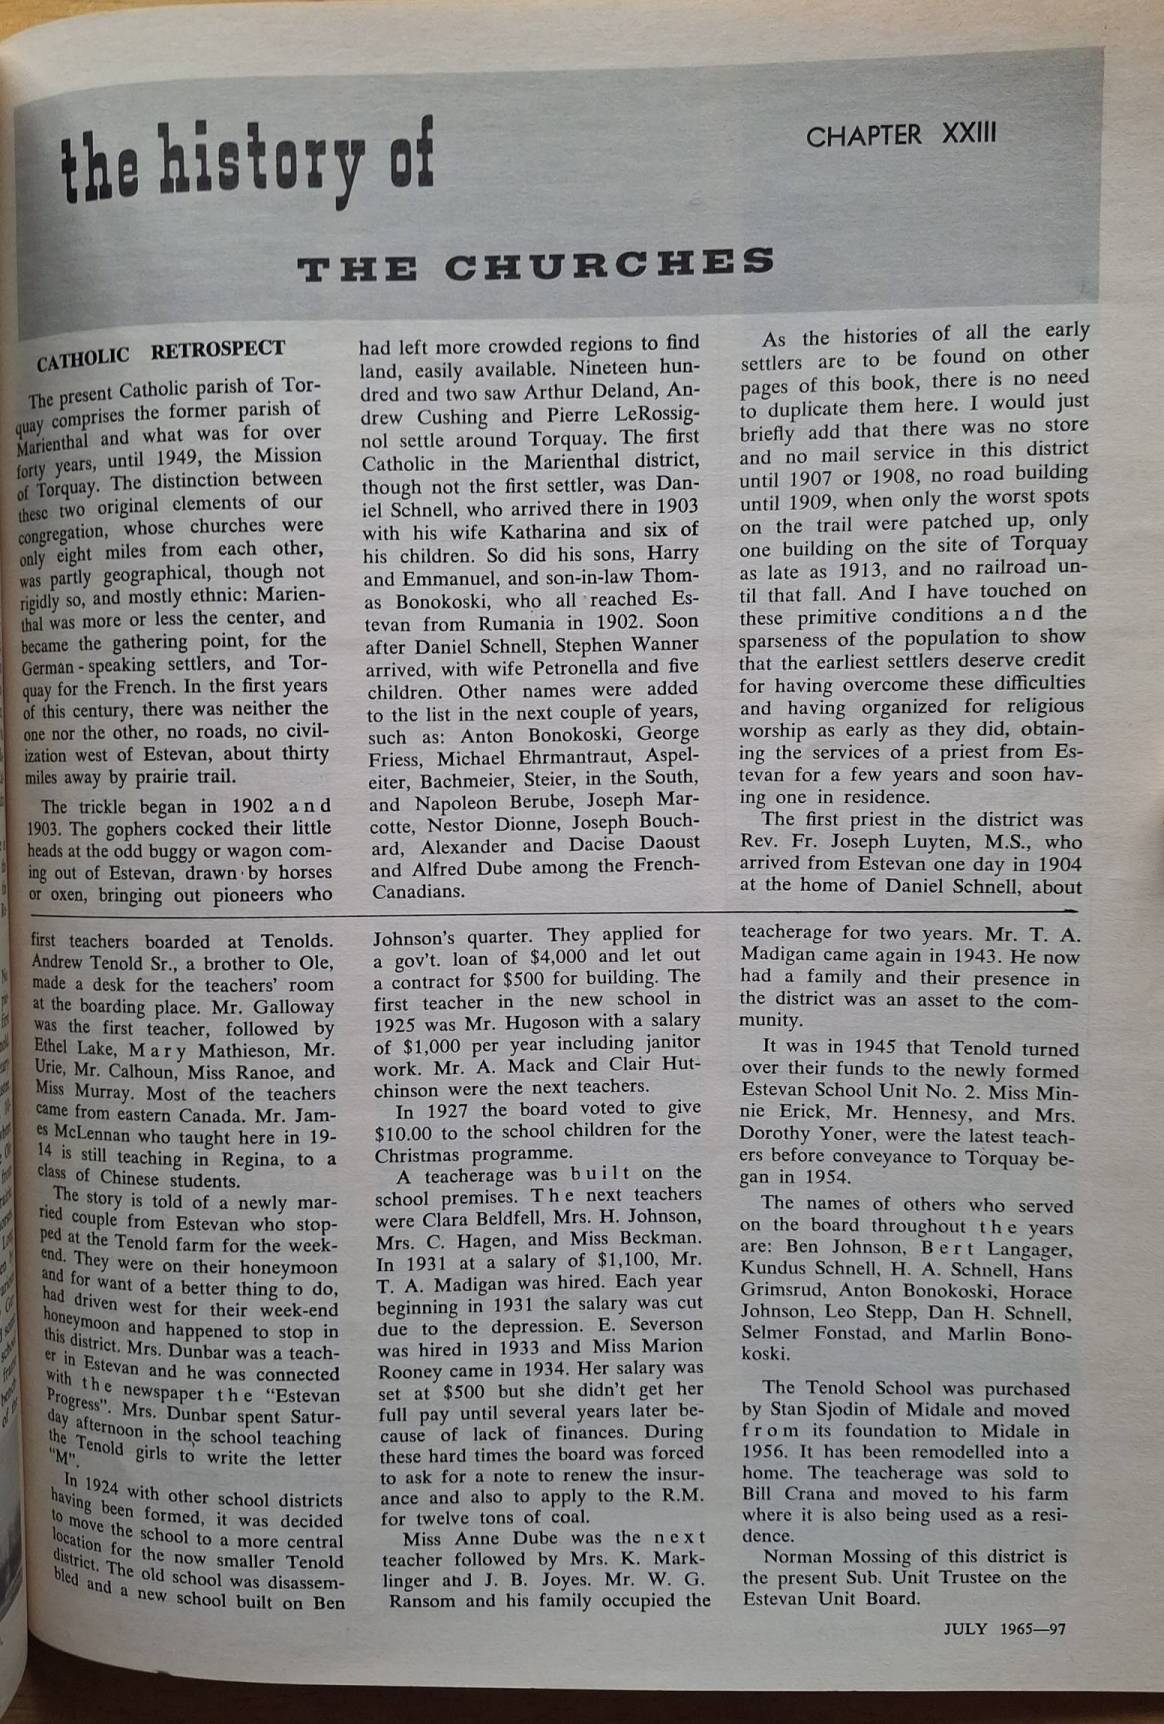 the history of
CHAPTER XXIII
THE CHURCHES
CATHOLIC RETROSPECT
The present Catholic parish of Tor-
quay comprises the former parish of
Marienthal and what was for over
forty years, until 1949, the Mission
of Torquay. The distinction between
these two original clements of our
congregation, whose churches were
only eight miles from each other,
was partly geographical, though not
rigidly so, and mostly ethnic: Marien-
thal was more or less the center, and
became the gathering point, for the
German - speaking settlers, and Tor-
quay for the French. In the first years
of this century, there was neither the
one nor the other, no roads, no civil-
ization west of Estevan, about thirty
miles away by prairie trail.
The trickle began in 1902 and
1903. The gophers cocked their little
heads at the odd buggy or wagon com-
ing out of Estevan, drawn by horses
or oxen, bringing out pioneers who
had left more crowded regions to find
land, easily available. Nineteen hun-
dred and two saw Arthur Deland, An-
drew Cushing and Pierre LeRossig-
nol settle around Torquay. The first
Catholic in the Marienthal district,
though not the first settler, was Dan-
iel Schnell, who arrived there in 1903
with his wife Katharina and six of
his children. So did his sons, Harry
and Emmanuel, and son-in-law Thom-
as Bonokoski, who all reached Es-
tevan from Rumania in 1902. Soon
after Daniel Schnell, Stephen Wanner
arrived, with wife Petronella and five
children. Other names were added
to the list in the next couple of years,
such as: Anton Bonokoski, George
Friess, Michael Ehrmantraut, Aspel-
eiter, Bachmeier, Steier, in the South,
and Napoleon Berube, Joseph Mar-
cotte, Nestor Dionne, Joseph Bouch-
ard, Alexander and Dacise Daoust
and Alfred Dube among the French-
Canadians.
As the histories of all the early
settlers are to be found on other
pages of this book, there is no need
to duplicate them here. I would just
briefly add that there was no store
and no mail service in this district
until 1907 or 1908, no road building
until 1909, when only the worst spots
on the trail were patched up, only
one building on the site of Torquay
as late as 1913, and no railroad un-
til that fall. And I have touched on
these primitive conditions and the
sparseness of the population to show
that the earliest settlers deserve credit
for having overcome these difficulties
and having organized for religious
worship as early as they did, obtain-
ing the services of a priest from Es-
tevan for a few years and soon hav-
ing one in residence.
The first priest in the district was
Rev. Fr. Joseph Luyten, M.S., who
arrived from Estevan one day in 1904
at the home of Daniel Schnell, about
first teachers boarded at Tenolds.
Andrew Tenold Sr., a brother to Ole,
made a desk for the teachers' room
at the boarding place. Mr. Galloway
was the first teacher, followed by
Ethel Lake, Mary Mathieson, Mr.
Urie, Mr. Calhoun, Miss Ranoe, and
Miss Murray. Most of the teachers
came from eastern Canada. Mr. Jam-
es McLennan who taught here in 19-
14 is still teaching in Regina, to a
class of Chinese students.
The story is told of a newly mar-
ried couple from Estevan who stop-
ped at the Tenold farm for the week-
end. They were on their honeymoon
and for want of a better thing to do,
had driven west for their week-end
honeymoon and happened to stop in
this district. Mrs. Dunbar was a teach-
er in Estevan and he was connected
with the newspaper the "Estevan
Progress". Mrs. Dunbar spent Satur-
day afternoon in the school teaching
the Tenold girls to write the letter
"M".
In 1924 with other school districts
having been formed, it was decided
to move the school to a more central
location for the now smaller Tenold
district. The old school was disassem-
bled and a new school built on Ben
Johnson's quarter. They applied for
a gov't. loan of $4,000 and let out
a contract for $500 for building. The
first teacher in the new school in
1925 was Mr. Hugoson with a salary
of $1,000 per year including janitor
work. Mr. A. Mack and Clair Hut-
chinson were the next teachers.
In 1927 the board voted to give
$10.00 to the school children for the
Christmas programme.
A teacherage was built on the
school premises. The next teachers
were Clara Beldfell, Mrs. H. Johnson,
Mrs. C. Hagen, and Miss Beckman.
In 1931 at a salary of $1,100, Mr.
T. A. Madigan was hired. Each year
beginning in 1931 the salary was cut
due to the depression. E. Severson
was hired in 1933 and Miss Marion
Rooney came in 1934. Her salary was
set at $500 but she didn't get her
full pay until several years later be-
cause of lack of finances. During
these hard times the board was forced
to ask for a note to renew the insur-
ance and also to apply to the R.M.
for twelve tons of coal.
Miss Anne Dube was the next
teacher followed by Mrs. K. Mark-
linger and J. B. Joyes. Mr. W. G.
Ransom and his family occupied the
teacherage for two years. Mr. T. A.
Madigan came again in 1943. He now
had a family and their presence in
the district was an asset to the com-
munity.
It was in 1945 that Tenold turned
over their funds to the newly formed
Estevan School Unit No. 2. Miss Min-
nie Erick, Mr. Hennesy, and Mrs.
Dorothy Yoner, were the latest teach-
ers before conveyance to Torquay be-
gan in 1954.
The names of others who served
on the board throughout the years
are: Ben Johnson, Bert Langager,
Kundus Schnell, H. A. Schnell, Hans
Grimsrud, Anton Bonokoski, Horace
Johnson, Leo Stepp, Dan H. Schnell,
Selmer Fonstad, and Marlin Bono-
koski.
The Tenold School was purchased
by Stan Sjodin of Midale and moved
from its foundation to Midale in
1956. It has been remodelled into a
home. The teacherage was sold to
Bill Crana and moved to his farm
where it is also being used as a resi-
dence.
Norman Mossing of this district is
the present Sub. Unit Trustee on the
Estevan Unit Board.
JULY 1965—97